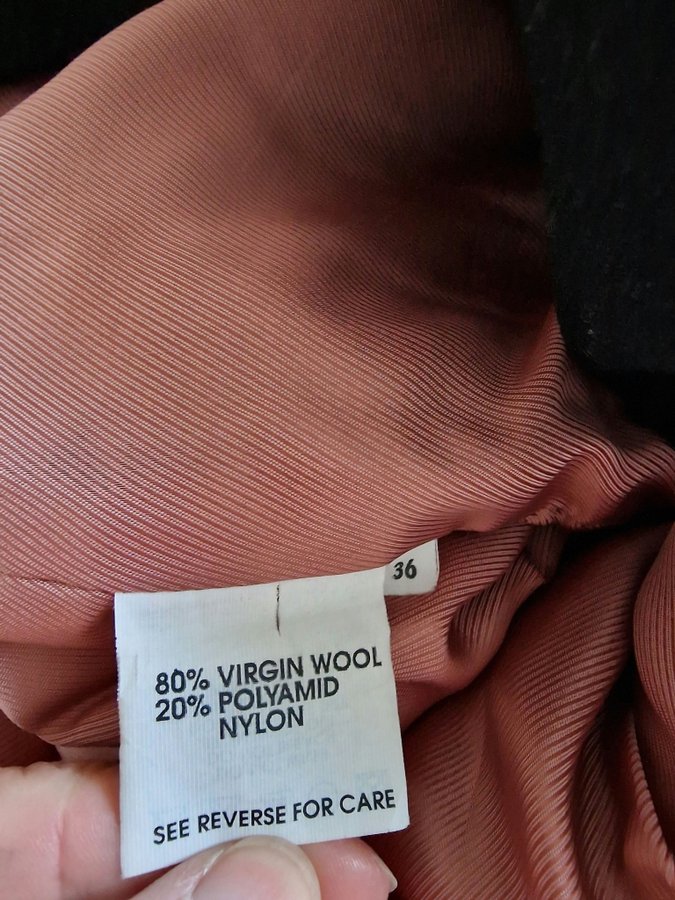 36
80% VIRGIN WOOL
20% POLYAMID
NYLON
SEE REVERSE FOR CARE